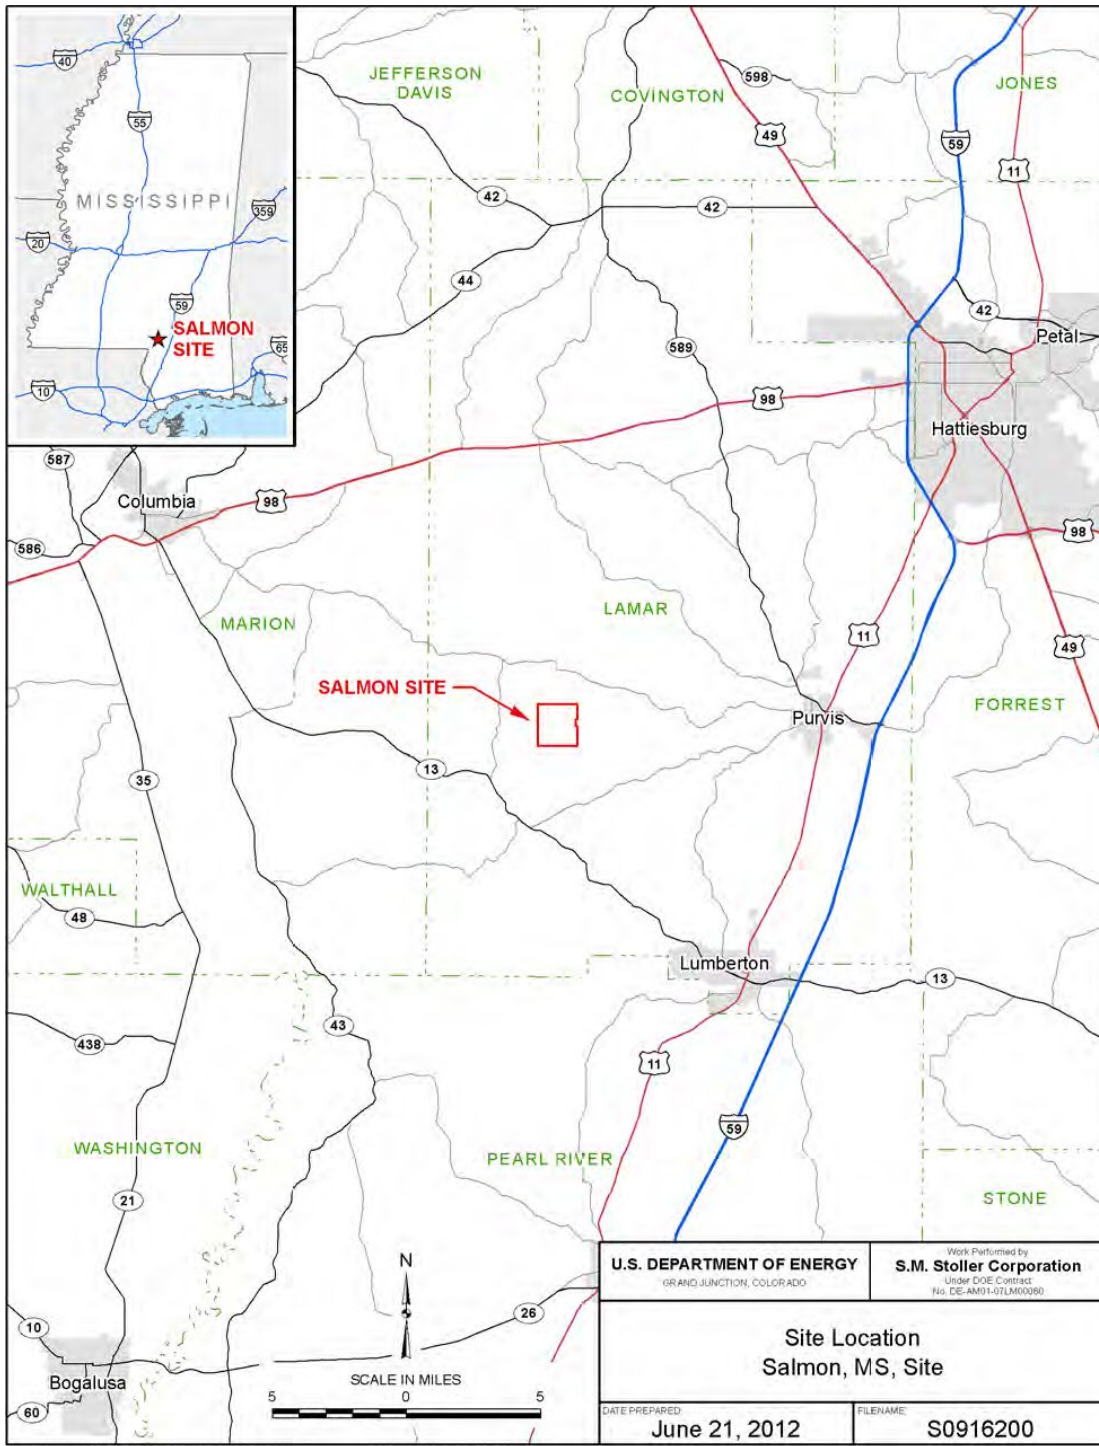 40
55
MISSISSIPPI
359
20
59
SALMON
SITE
65
10
JEFFERSON
DAVIS
COVINGTON
598
JONES
49
59
11
42
42
44
42
589
Petal
98
Hattiesburg
587
Columbia
98
586
98
MARION
LAMAR
11
49
SALMON SITE
FORREST
Purvis
13
35
WALTHALL
48
Lumberton
13
43
438
11
59
WASHINGTON
PEARL RIVER
21
STONE
N
26
10
SCALE IN MILES
5 0 5
Bogalusa
60
U.S. DEPARTMENT OF ENERGY
GRAND JUNCTION, COLORADO
Work Performed by
S.M. Stoller Corporation
Under DOE Contract
No. DE-AM01-07LM00060
Site Location
Salmon, MS, Site
DATE PREPARED:
June 21, 2012
FILENAME:
S0916200